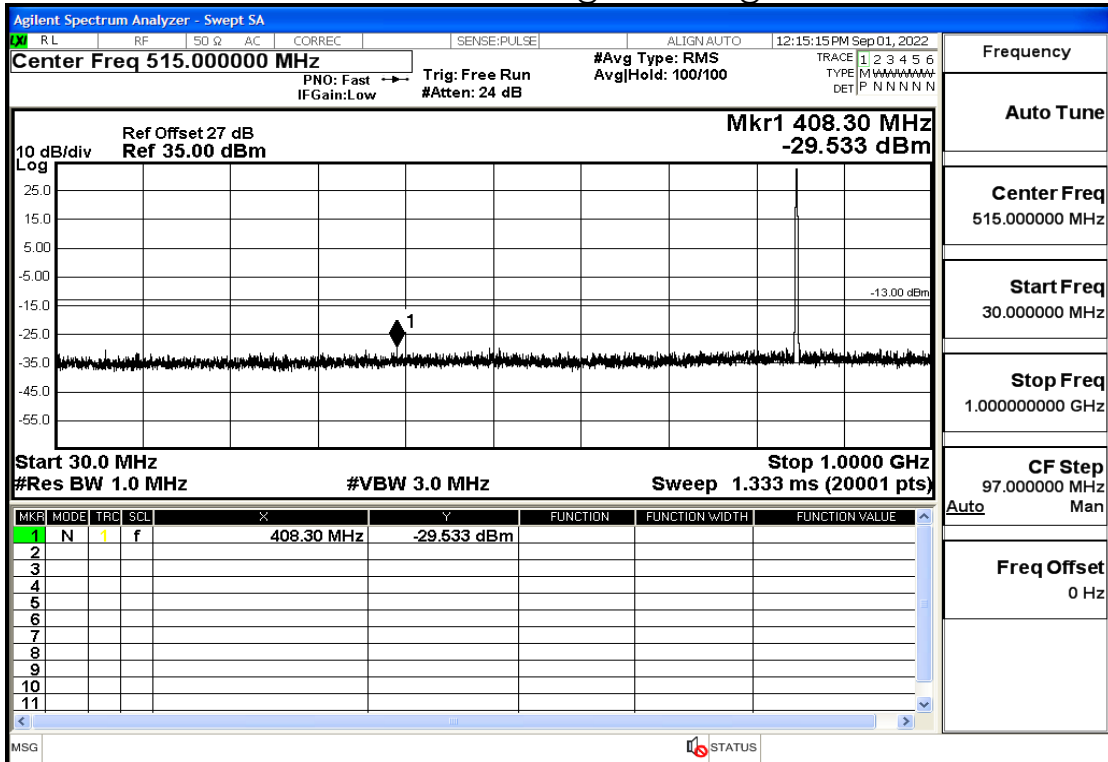 Agilent Spectrum Analyzer - Swept SA
LXI RL RF 50 Ω AC CORREC SENSE:PULSE ALIGN AUTO 12:15:15 PM Sep 01, 2022
Center Freq 515.000000 MHz
PNO: Fast
IFGain:Low
Trig: Free Run
#Atten: 24 dB
#Avg Type: RMS
Avg|Hold: 100/100
TRACE 1 2 3 4 5 6
TYPE M WWWWW
DET P N N N N N
Ref Offset 27 dB
Ref 35.00 dBm
10 dB/div
Log
Mkr1 408.30 MHz
-29.533 dBm
25.0
15.0
5.00
-5.00
-15.0
-25.0
-35.0
-45.0
-55.0
-13.00 dBm
1
Start 30.0 MHz Stop 1.0000 GHz
#Res BW 1.0 MHz #VBW 3.0 MHz Sweep 1.333 ms (20001 pts)
MKR MODE TRC SCL X Y FUNCTION FUNCTION WIDTH FUNCTION VALUE
1 N 1 f 408.30 MHz -29.533 dBm
2
3
4
5
6
7
8
9
10
11
MSG STATUS
Frequency
Auto Tune
Center Freq
515.000000 MHz
Start Freq
30.000000 MHz
Stop Freq
1.000000000 GHz
CF Step
97.000000 MHz
Auto Man
Freq Offset
0 Hz